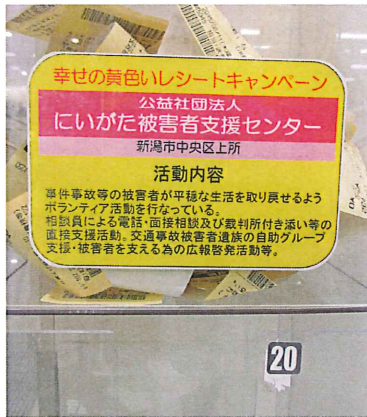 幸せの黄色いレシートキャンペーン
公益社団法人
にいがた被害者支援センター
新潟市中央区上所
活動内容
事件事故等の被害者が平穏な生活を取り戻せるよう
ボランティア活動を行なっている。
相談員による電話・面接相談及び裁判所付き添い等の
直接支援活動。交通事故被害者遺族の自助グループ
支援・被害者を支える為の広報啓発活動等。
20